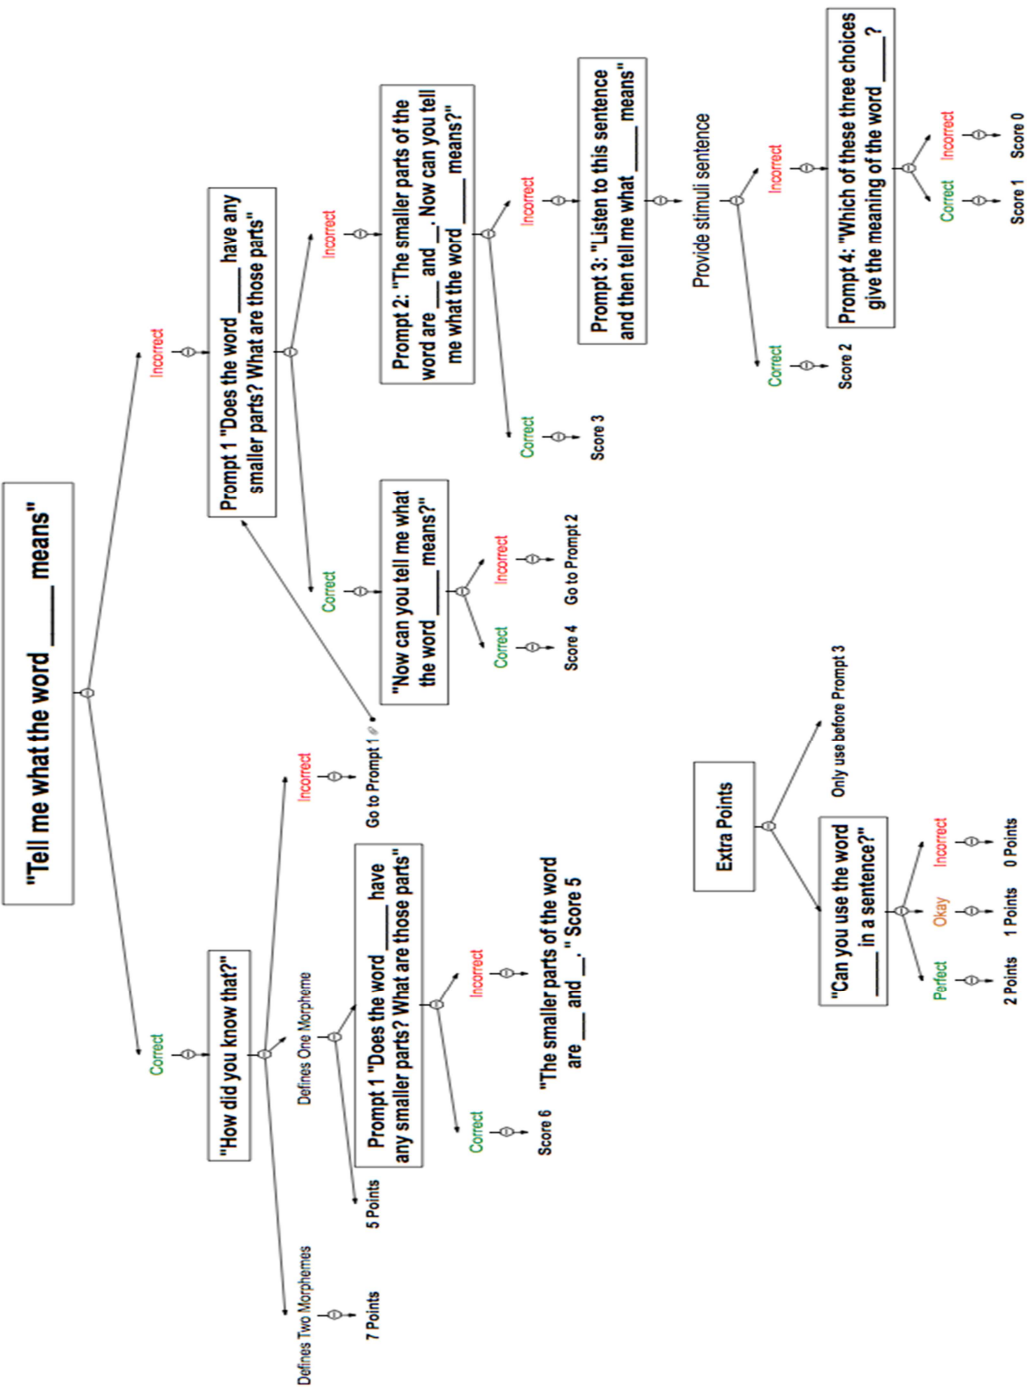 "Tell me what the word ______ means"
Correct
Incorrect
"How did you know that?"
Prompt 1 "Does the word _____ have any
smaller parts? What are those parts"
Defines Two Morphemes
Defines One Morpheme
Incorrect
Correct
Incorrect
7 Points
5 Points
Prompt 1 "Does the word _____ have
any smaller parts? What are those parts"
Go to Prompt 1
"Now can you tell me what
the word _____ means?"
Prompt 2: "The smaller parts of the
word are ___ and __. Now can you tell
me what the word _____ means?"
Correct
Incorrect
Correct
Incorrect
Correct
Incorrect
Score 6
"The smaller parts of the word
are ___ and __." Score 5
Score 4
Go to Prompt 2
Score 3
Prompt 3: "Listen to this sentence
and then tell me what _____ means"
Provide stimuli sentence
Correct
Incorrect
Score 2
Prompt 4: "Which of these three choices
give the meaning of the word _____?
Correct
Incorrect
Score 1
Score 0
Extra Points
"Can you use the word
_____ in a sentence?"
Only use before Prompt 3
Perfect
Okay
Incorrect
2 Points
1 Points
0 Points